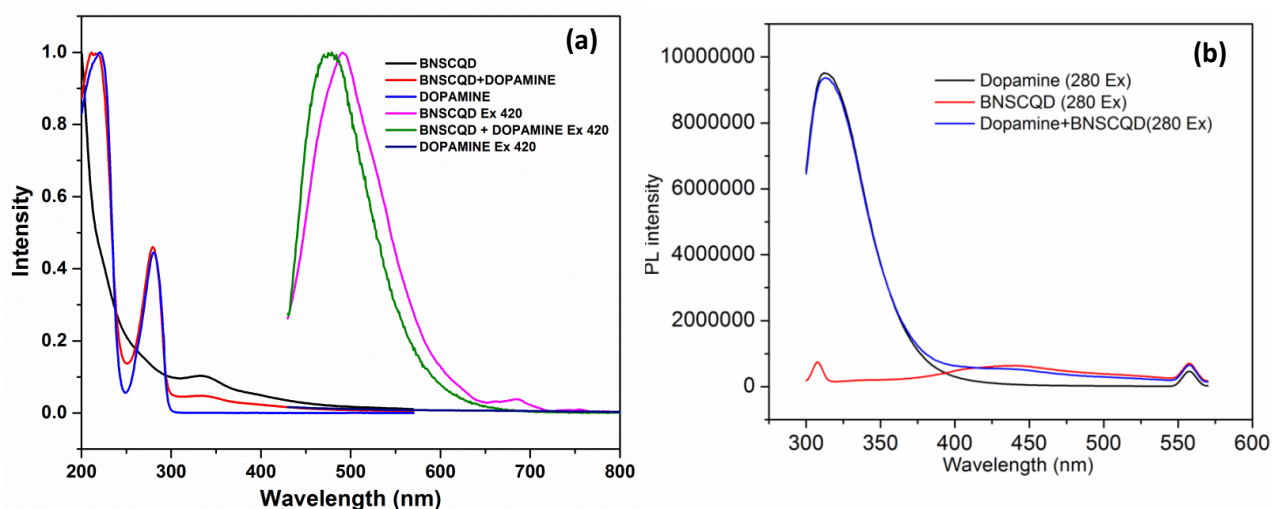 (a)
BNSCQD
BNSCQD+DOPAMINE
DOPAMINE
BNSCQD Ex 420
BNSCQD + DOPAMINE Ex 420
DOPAMINE Ex 420
1.0
0.8
0.6
0.4
0.2
0.0
Intensity
200 300 400 500 600 700 800
Wavelength (nm)
(b)
Dopamine (280 Ex)
BNSCQD (280 Ex)
Dopamine+BNSCQD(280 Ex)
10000000
8000000
6000000
4000000
2000000
0
PL intensity
300 350 400 450 500 550 600
Wavelength (nm)